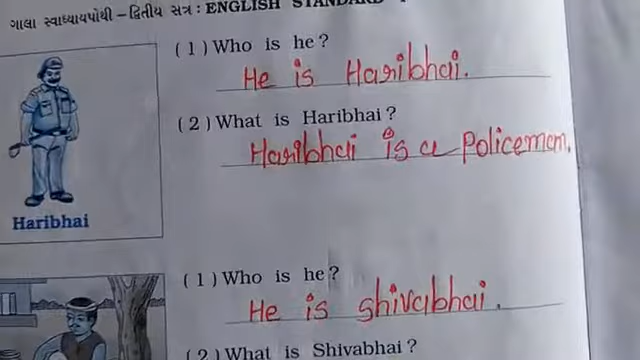 ગાલા સ્વાધ્યાયપોથી – દ્વિતીય સત્ર : ENGLISH STANDARD
( 1 ) Who is he ?
He is Haribhai.
( 2 ) What is Haribhai ?
Haribhai is a Policeman.
Haribhai
( 1 ) Who is he ?
He is shivabhai.
( 2 ) What is Shivabhai ?